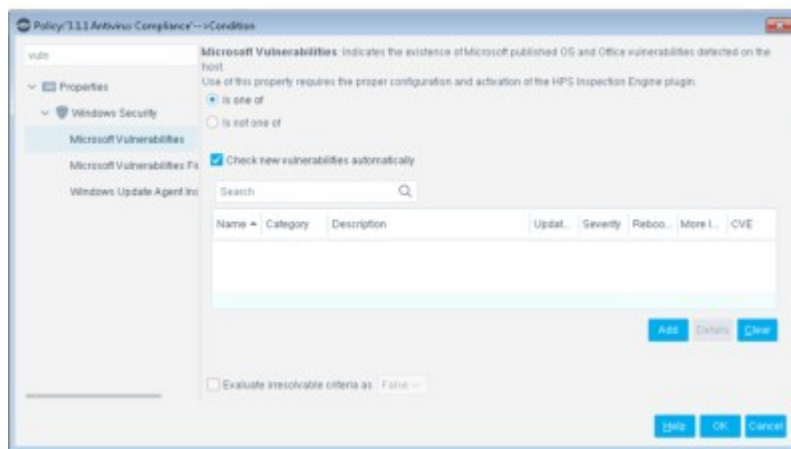 Policy:'3.1.1 Antivirus Compliance'-->Condition
vuln
Properties
Windows Security
Microsoft Vulnerabilities
Microsoft Vulnerabilities Fix
Windows Update Agent Ins
Microsoft Vulnerabilities: Indicates the existence of Microsoft published OS and Office vulnerabilities detected on the
host.
Use of this property requires the proper configuration and activation of the HPS Inspection Engine plugin.
Is one of
Is not one of
Check new vulnerabilities automatically
Search
Name Category Description Updat... Severity Reboo... More I... CVE
Add Details Clear
Evaluate irresolvable criteria as False
Help OK Cancel